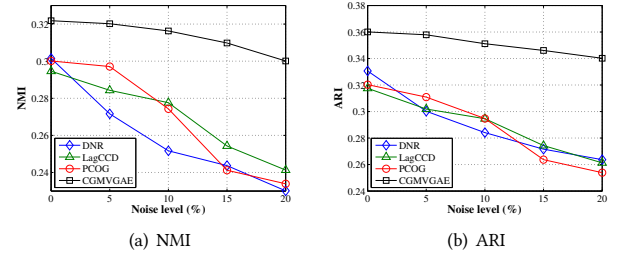 0.32
0.3
0.28
0.26
0.24
NMI
DNR
LagCCD
PCOG
CGMVGAE
0 5 10 15 20
Noise level (%)
(a) NMI
0.36
0.34
0.32
0.3
0.28
0.26
0.24
ARI
DNR
LagCCD
PCOG
CGMVGAE
0 5 10 15 20
Noise level (%)
(b) ARI